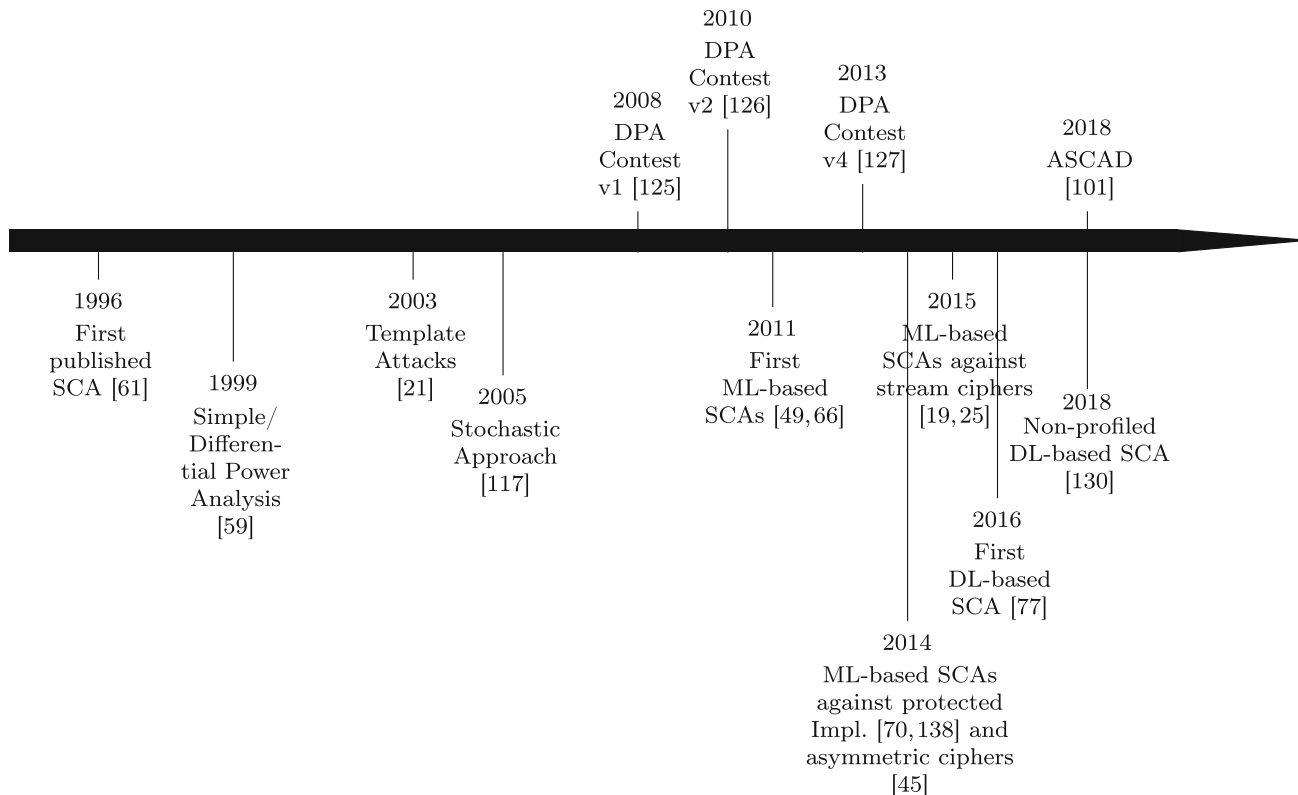 2010
DPA
Contest
v2 [126]
2013
DPA
Contest
v4 [127]
2008
DPA
Contest
v1 [125]
2018
ASCAD
[101]
1996
First
published
SCA [61]
1999
Simple/
Differen-
tial Power
Analysis
[59]
2003
Template
Attacks
[21]
2005
Stochastic
Approach
[117]
2011
First
ML-based
SCAs [49,66]
2015
ML-based
SCAs against
stream ciphers
[19,25]
2018
Non-profiled
DL-based SCA
[130]
2016
First
DL-based
SCA [77]
2014
ML-based SCAs
against protected
Impl. [70,138] and
asymmetric ciphers
[45]